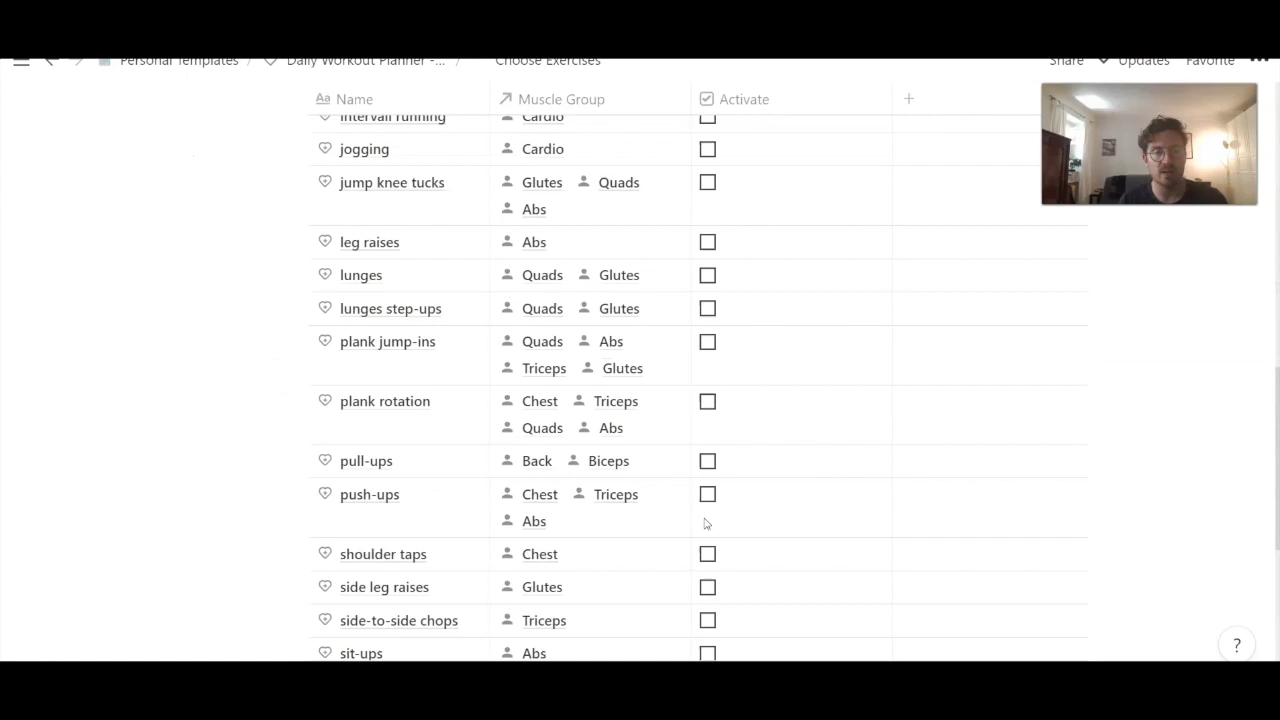 Personal Templates / Daily Workout Planner -... / Choose Exercises Share Updates Favorite
Aa Name Muscle Group Activate +
intervall running Cardio
jogging Cardio
jump knee tucks Glutes Quads
Abs
leg raises Abs
lunges Quads Glutes
lunges step-ups Quads Glutes
plank jump-ins Quads Abs
Triceps Glutes
plank rotation Chest Triceps
Quads Abs
pull-ups Back Biceps
push-ups Chest Triceps
Abs
shoulder taps Chest
side leg raises Glutes
side-to-side chops Triceps
sit-ups Abs
?